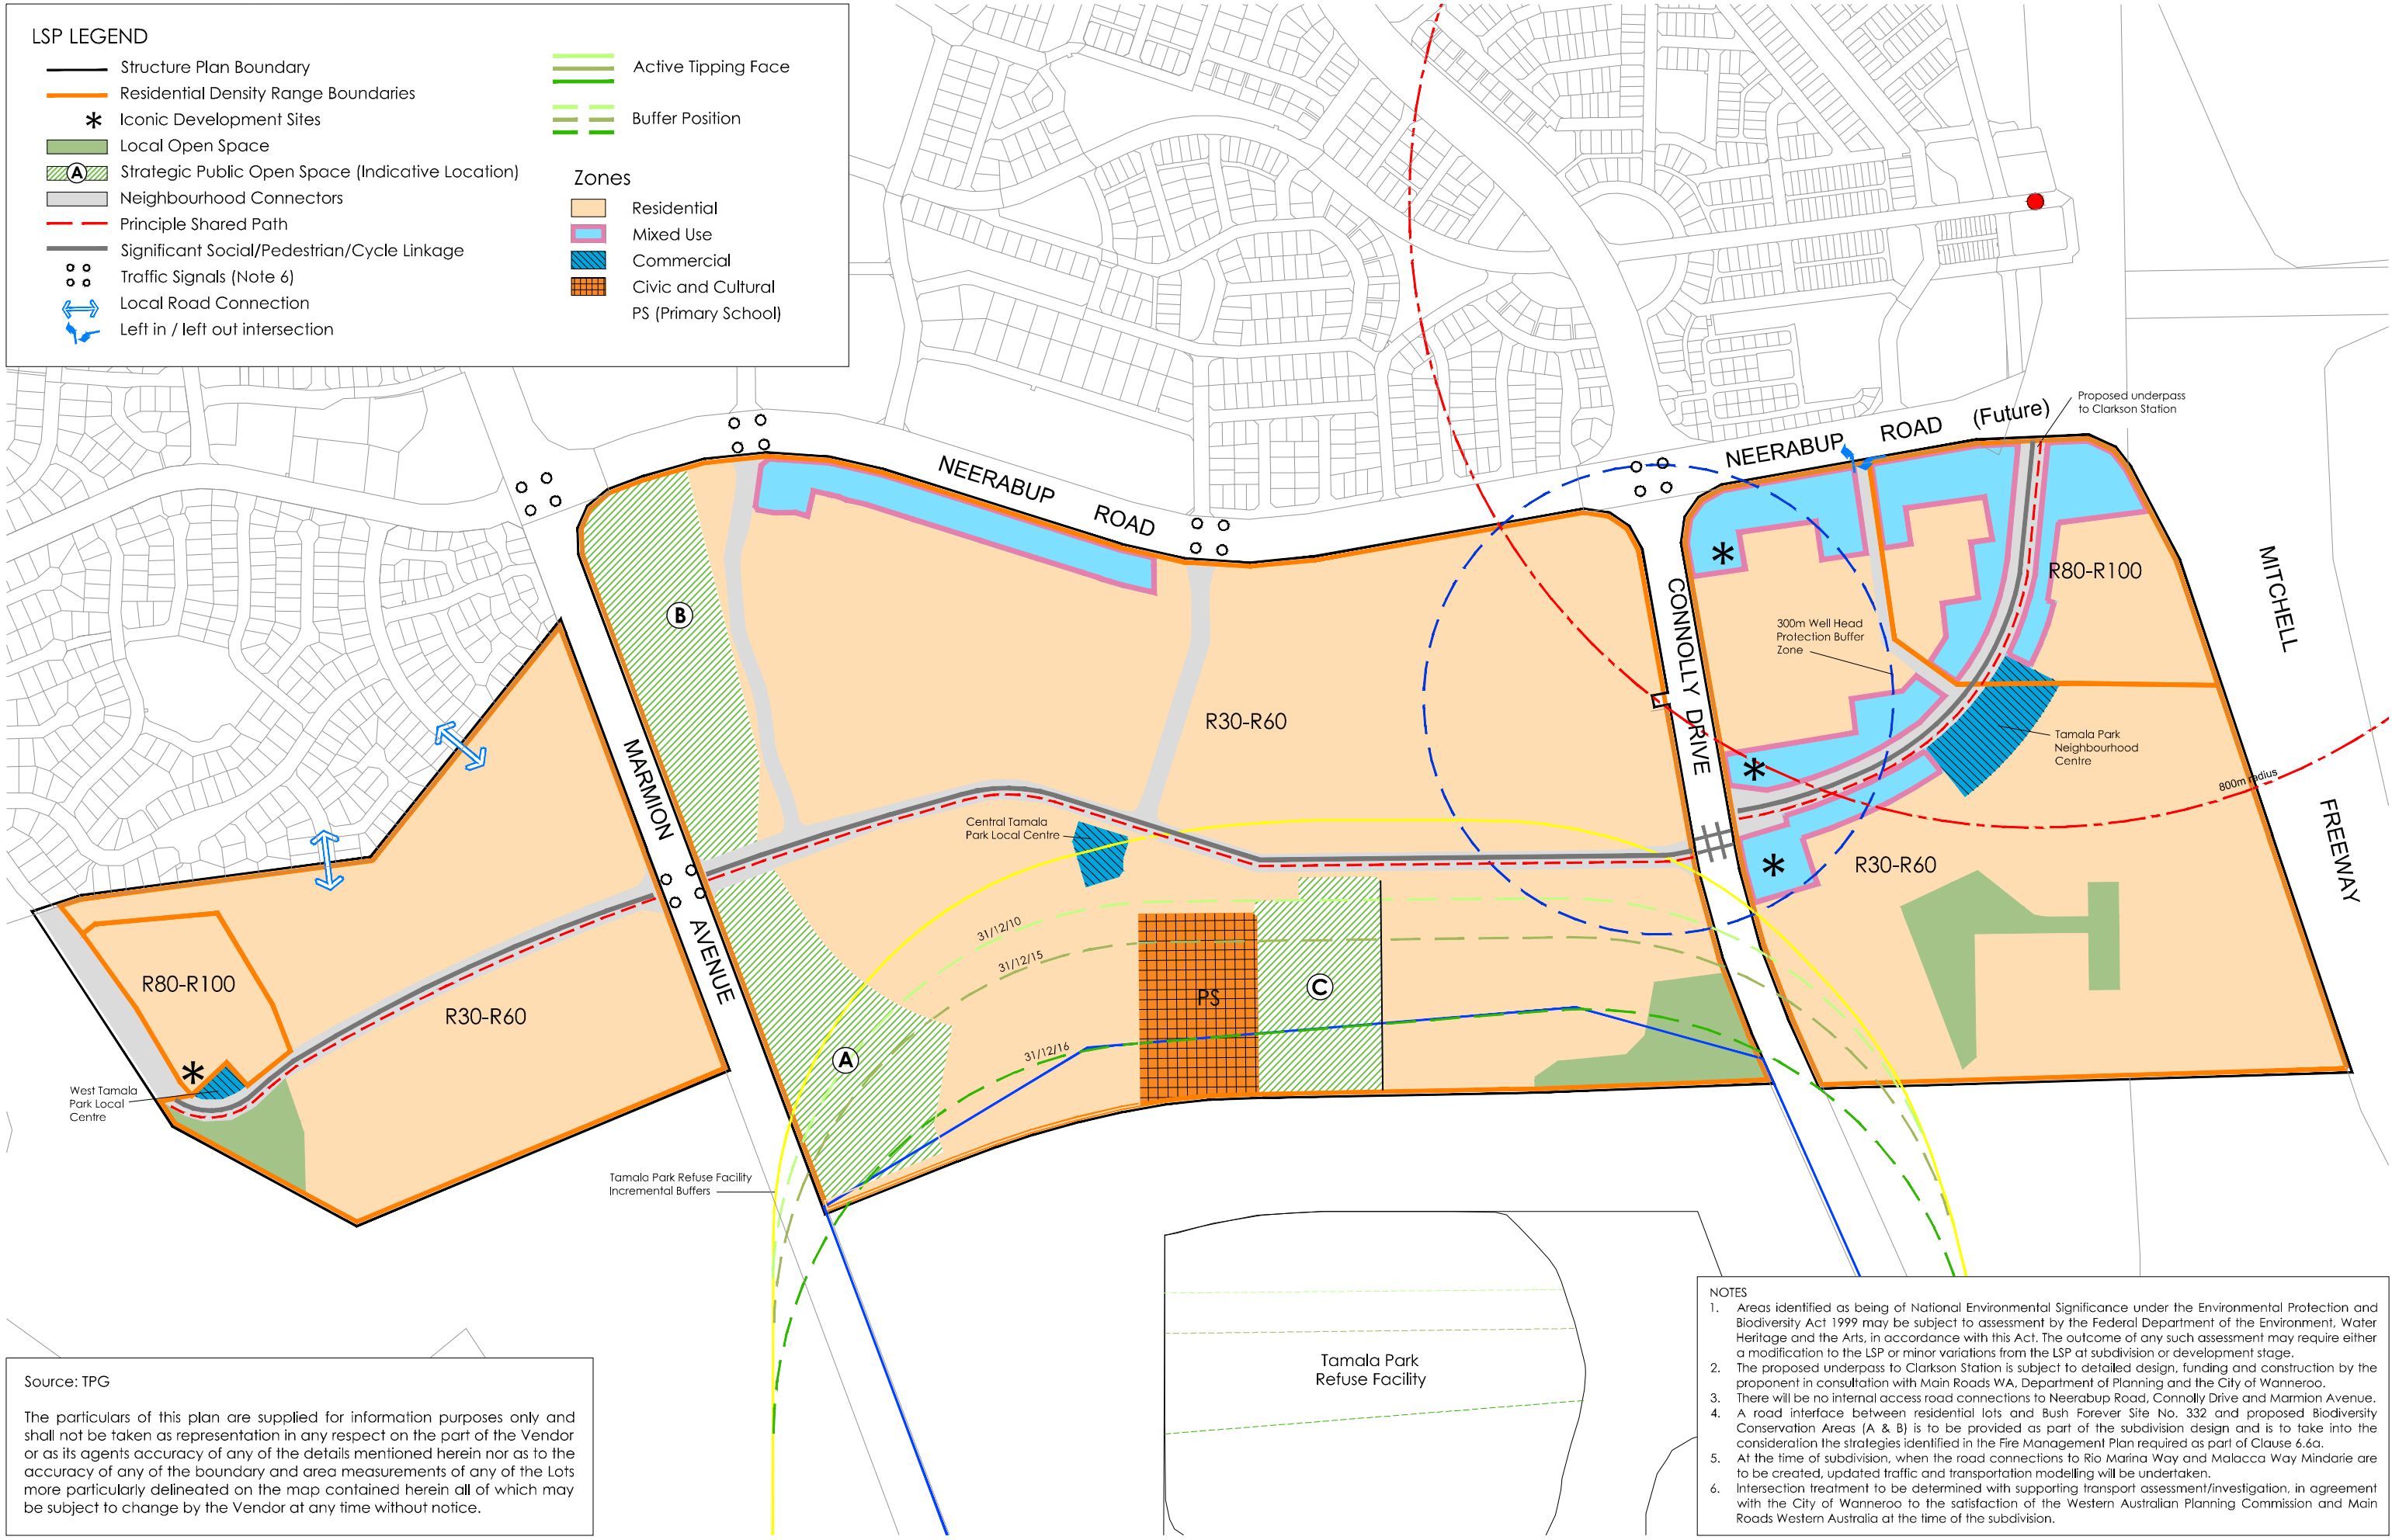 LSP LEGEND
Structure Plan Boundary
Residential Density Range Boundaries
* Iconic Development Sites
Local Open Space
A Strategic Public Open Space (Indicative Location)
Neighbourhood Connectors
Principle Shared Path
Significant Social/Pedestrian/Cycle Linkage
Traffic Signals (Note 6)
Local Road Connection
Left in / left out intersection
Active Tipping Face
Buffer Position
Zones
Residential
Mixed Use
Commercial
Civic and Cultural
PS (Primary School)
Proposed underpass
to Clarkson Station
NEERABUP ROAD (Future)
NEERABUP ROAD
MITCHELL
FREEWAY
CONNOLLY DRIVE
MARMION
AVENUE
B
*
R80-R100
300m Well Head
Protection Buffer
Zone
R30-R60
Tamala Park
Neighbourhood
Centre
*
800m radius
Central Tamala
Park Local Centre
*
R30-R60
31/12/10
31/12/15
31/12/16
PS
C
A
R80-R100
R30-R60
*
West Tamala
Park Local
Centre
Tamala Park Refuse Facility
Incremental Buffers
Tamala Park
Refuse Facility
Source: TPG
The particulars of this plan are supplied for information purposes only and
shall not be taken as representation in any respect on the part of the Vendor
or as its agents accuracy of any of the details mentioned herein nor as to the
accuracy of any of the boundary and area measurements of any of the Lots
more particularly delineated on the map contained herein all of which may
be subject to change by the Vendor at any time without notice.
NOTES
1. Areas identified as being of National Environmental Significance under the Environmental Protection and
Biodiversity Act 1999 may be subject to assessment by the Federal Department of the Environment, Water
Heritage and the Arts, in accordance with this Act. The outcome of any such assessment may require either
a modification to the LSP or minor variations from the LSP at subdivision or development stage.
2. The proposed underpass to Clarkson Station is subject to detailed design, funding and construction by the
proponent in consultation with Main Roads WA, Department of Planning and the City of Wanneroo.
3. There will be no internal access road connections to Neerabup Road, Connolly Drive and Marmion Avenue.
4. A road interface between residential lots and Bush Forever Site No. 332 and proposed Biodiversity
Conservation Areas (A & B) is to be provided as part of the subdivision design and is to take into the
consideration the strategies identified in the Fire Management Plan required as part of Clause 6.6a.
5. At the time of subdivision, when the road connections to Rio Marina Way and Malacca Way Mindarie are
to be created, updated traffic and transportation modelling will be undertaken.
6. Intersection treatment to be determined with supporting transport assessment/investigation, in agreement
with the City of Wanneroo to the satisfaction of the Western Australian Planning Commission and Main
Roads Western Australia at the time of the subdivision.